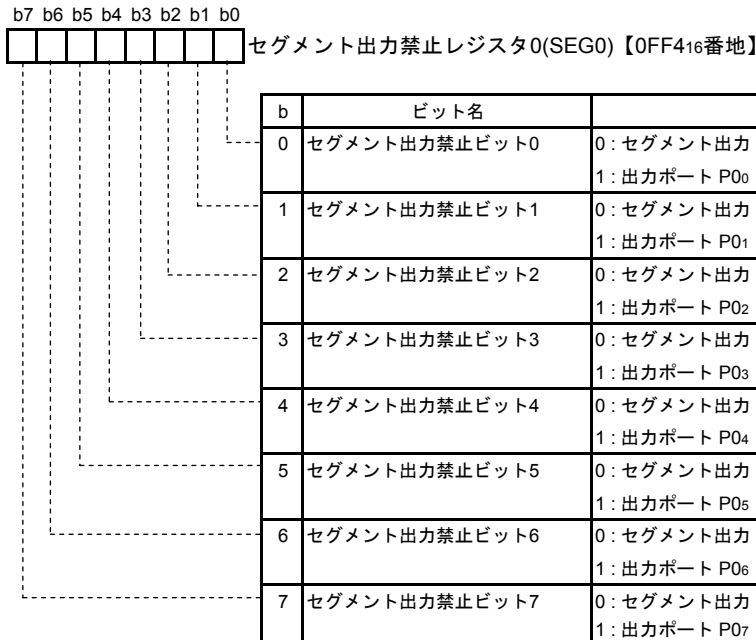 b7 b6 b5 b4 b3 b2 b1 b0
セグメント出力禁止レジスタ0(SEG0)【0FF416番地】
b ビット名
0 セグメント出力禁止ビット0 0 : セグメント出力
1 : 出力ポート P00
1 セグメント出力禁止ビット1 0 : セグメント出力
1 : 出力ポート P01
2 セグメント出力禁止ビット2 0 : セグメント出力
1 : 出力ポート P02
3 セグメント出力禁止ビット3 0 : セグメント出力
1 : 出力ポート P03
4 セグメント出力禁止ビット4 0 : セグメント出力
1 : 出力ポート P04
5 セグメント出力禁止ビット5 0 : セグメント出力
1 : 出力ポート P05
6 セグメント出力禁止ビット6 0 : セグメント出力
1 : 出力ポート P06
7 セグメント出力禁止ビット7 0 : セグメント出力
1 : 出力ポート P07